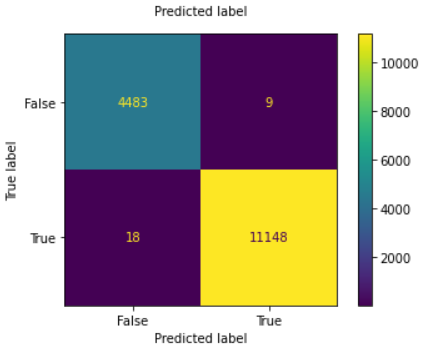 Predicted label
False 4483 9
True label
True 18 11148
False True
Predicted label
10000
8000
6000
4000
2000